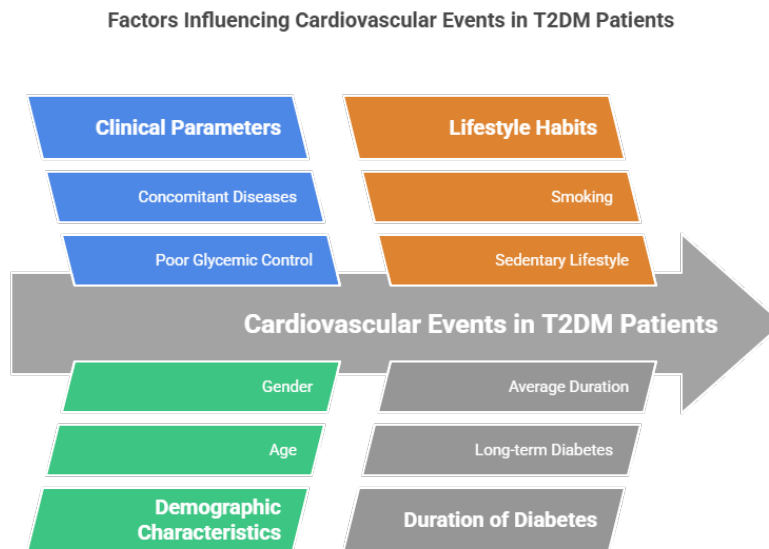 Factors Influencing Cardiovascular Events in T2DM Patients
Clinical Parameters
Concomitant Diseases
Poor Glycemic Control
Lifestyle Habits
Smoking
Sedentary Lifestyle
Cardiovascular Events in T2DM Patients
Gender
Age
Demographic
Characteristics
Average Duration
Long-term Diabetes
Duration of Diabetes